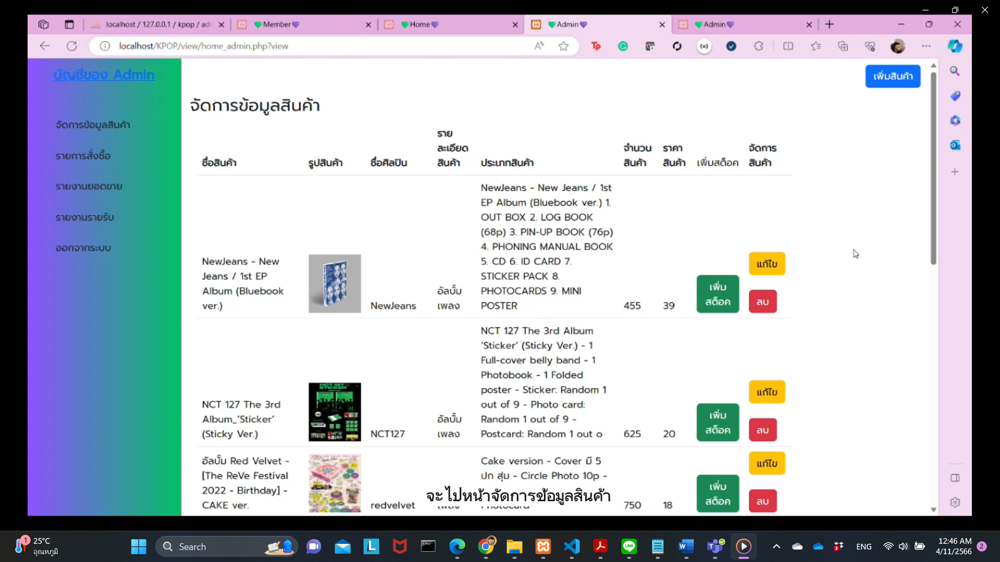 localhost / 127.0.0.1 / kpop / adm
💚Member💜
💚Home💜
💚Admin💜
💚Admin💜
localhost/KPOP/view/home_admin.php?view
บัญชีของ Admin
จัดการข้อมูลสินค้า
รายการสั่งซื้อ
รายงานยอดขาย
รายงานรายรับ
ออกจากระบบ
เพิ่มสินค้า
จัดการข้อมูลสินค้า
ชื่อสินค้า
รูปสินค้า
ชื่อศิลปิน
ราย
ละเอียด
สินค้า
ประเภทสินค้า
จำนวน
สินค้า
ราคา
สินค้า
เพิ่มสต็อค
จัดการ
สินค้า
NewJeans - New
Jeans / 1st EP
Album (Bluebook
ver.)
NewJeans
อัลบั้ม
เพลง
NewJeans - New Jeans / 1st
EP Album (Bluebook ver.) 1.
OUT BOX 2. LOG BOOK
(68p) 3. PIN-UP BOOK (76p)
4. PHONING MANUAL BOOK
5. CD 6. ID CARD 7.
STICKER PACK 8.
PHOTOCARDS 9. MINI
POSTER
455
39
เพิ่ม
สต็อค
แก้ไข
ลบ
NCT 127 The 3rd
Album_'Sticker'
(Sticky Ver.)
NCT 127
STICKER
NCT127
อัลบั้ม
เพลง
NCT 127 The 3rd Album
'Sticker' (Sticky Ver.) - 1
Full-cover belly band - 1
Photobook - 1 Folded
poster - Sticker: Random 1
out of 9 - Photo card:
Random 1 out of 9 -
Postcard: Random 1 out o
625
20
เพิ่ม
สต็อค
แก้ไข
ลบ
อัลบั้ม Red Velvet -
[The ReVe Festival
2022 - Birthday] -
CAKE ver.
redvelvet
เพลง
Cake version - Cover มี 5
ปก สุ่ม - Circle Photo 10p -
Photocard
750
18
เพิ่ม
สต็อค
แก้ไข
ลบ
จะไปหน้าจัดการข้อมูลสินค้า
1
25°C
อุณหภูมิ
Search
ENG
12:46 AM
4/11/2566
2